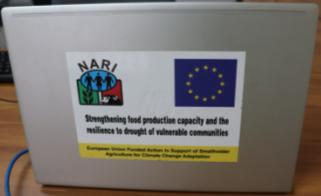 NARI
Strengthening food production capacity and the
resilience to drought of vulnerable communities
European Union Funded Action in Support of Smallholder
Agriculture for Climate Change Adaptation